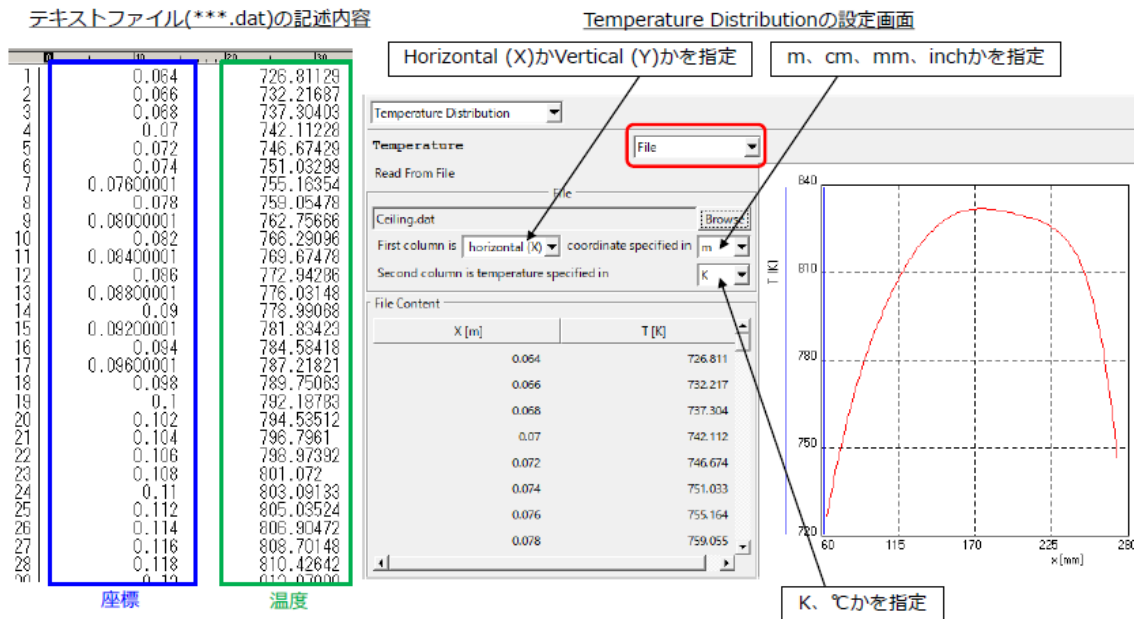 テキストファイル(***.dat)の記述内容
Temperature Distributionの設定画面
Horizontal (X)かVertical (Y)かを指定
m、cm、mm、inchかを指定
0 10 20 30
1 0.064 726.81129
2 0.066 732.21687
3 0.068 737.30403
4 0.07 742.11228
5 0.072 746.67429
6 0.074 751.03299
7 0.07600001 755.16354
8 0.078 759.05478
9 0.08000001 762.75666
10 0.082 766.29096
11 0.08400001 769.67478
12 0.086 772.94286
13 0.08800001 776.03148
14 0.09 778.99068
15 0.09200001 781.83423
16 0.094 784.58418
17 0.09600001 787.21821
18 0.098 789.75063
19 0.1 792.18783
20 0.102 794.53512
21 0.104 796.7961
22 0.106 798.97392
23 0.108 801.072
24 0.11 803.09133
25 0.112 805.03524
26 0.114 806.90472
27 0.116 808.70148
28 0.118 810.42642
座標
温度
Temperature Distribution
Temperature File
Read From File
File
Ceiling.dat Browse
First column is horizontal (X) coordinate specified in m
Second column is temperature specified in K
File Content
X [m] T [K]
0.064 726.811
0.066 732.217
0.068 737.304
0.07 742.112
0.072 746.674
0.074 751.033
0.076 755.164
0.078 759.055
T [K]
840
810
780
750
720
60 115 170 225 280
x [mm]
K、℃かを指定